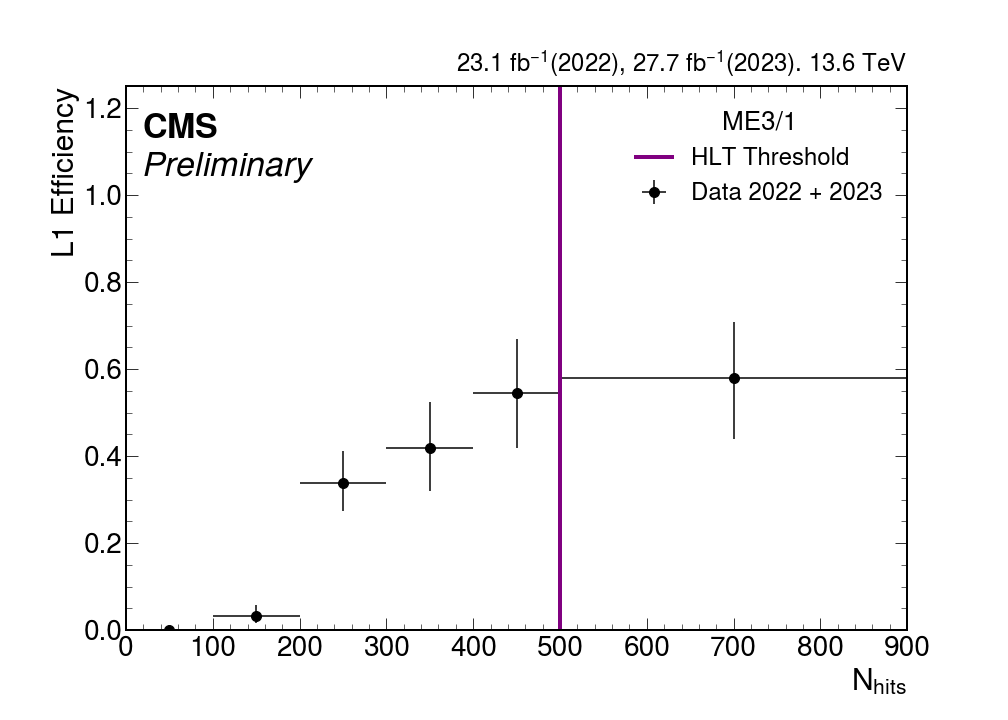 23.1 fb⁻¹(2022), 27.7 fb⁻¹(2023). 13.6 TeV
L1 Efficiency
1.2
1.0
0.8
0.6
0.4
0.2
0.0
CMS
Preliminary
ME3/1
HLT Threshold
Data 2022 + 2023
0 100 200 300 400 500 600 700 800 900
N_hits